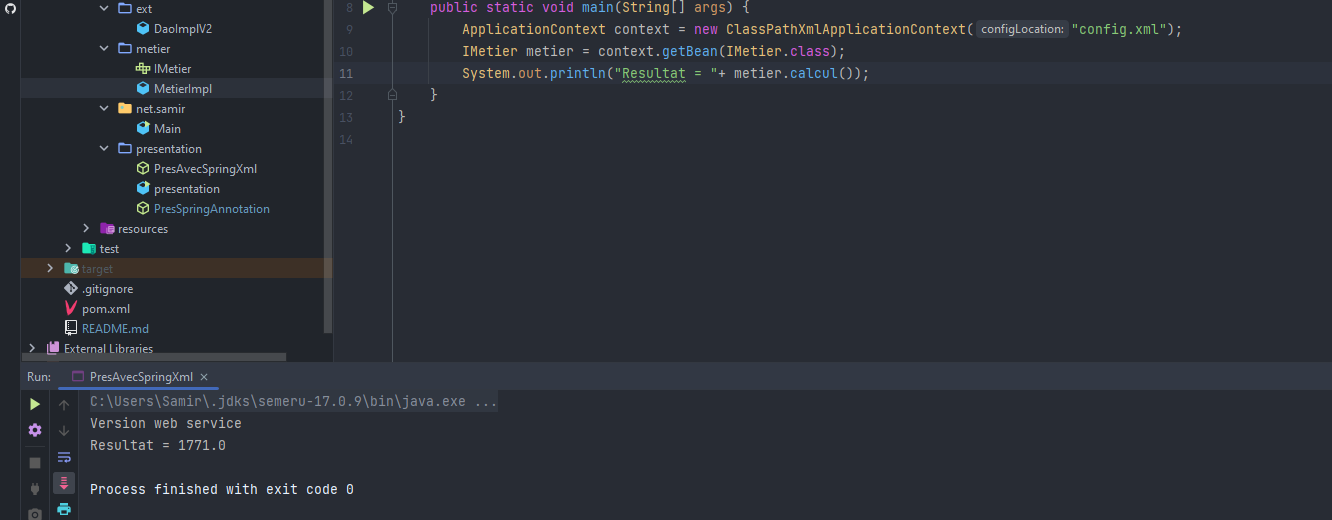 ext
DaoImplV2
metier
IMetier
MetierImpl
net.samir
Main
presentation
PresAvecSpringXml
presentation
PresSpringAnnotation
resources
test
target
.gitignore
pom.xml
README.md
External Libraries
8 public static void main(String[] args) {
9 ApplicationContext context = new ClassPathXmlApplicationContext( configLocation: "config.xml");
10 IMetier metier = context.getBean(IMetier.class);
11 System.out.println("Resultat = "+ metier.calcul());
12 }
13 }
14
Run: PresAvecSpringXml ×
C:\Users\Samir\.jdks\semeru-17.0.9\bin\java.exe ...
Version web service
Resultat = 1771.0
Process finished with exit code 0